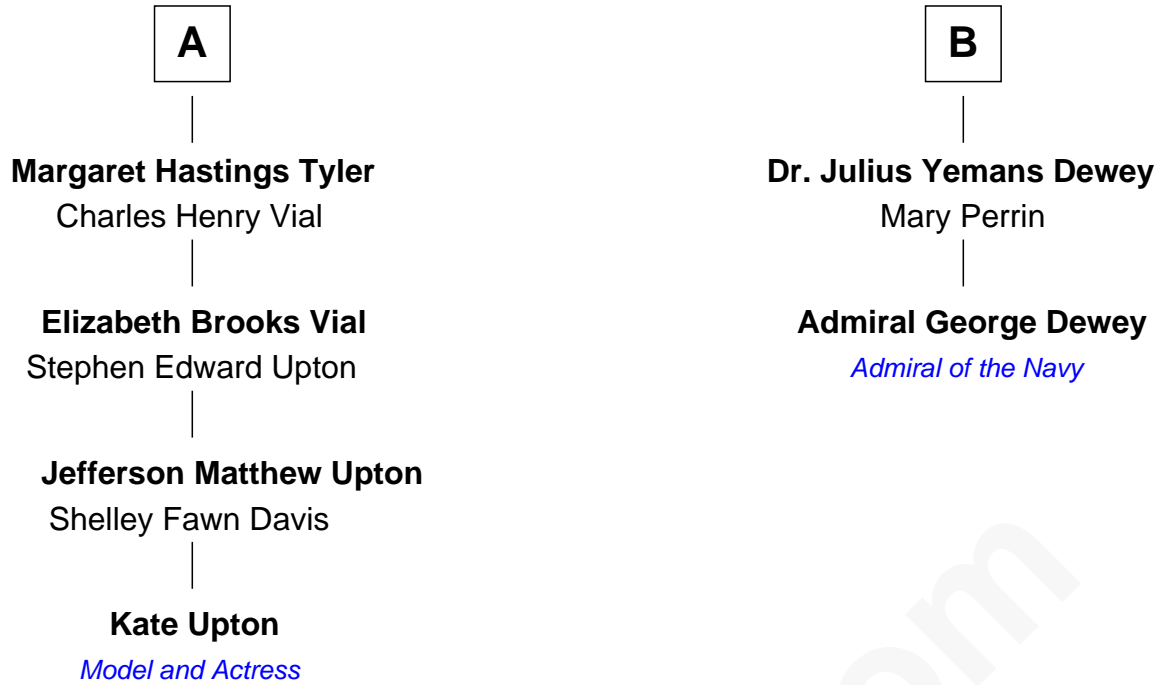 A
Margaret Hastings Tyler
Charles Henry Vial
Elizabeth Brooks Vial
Stephen Edward Upton
Jefferson Matthew Upton
Shelley Fawn Davis
Kate Upton
Model and Actress
B
Dr. Julius Yemans Dewey
Mary Perrin
Admiral George Dewey
Admiral of the Navy
om